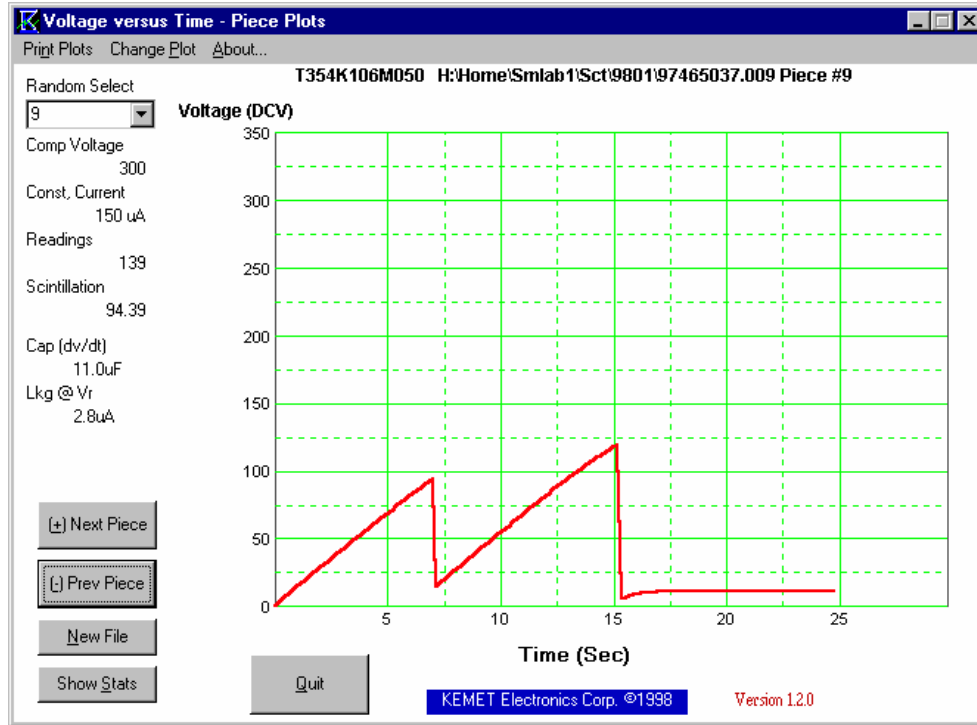 Voltage versus Time - Piece Plots
Print Plots Change Plot About...
T354K106M050 H:\Home\Smlab1\Sct\9801\97465037.009 Piece #9
Random Select
9
Comp Voltage
300
Const, Current
150 uA
Readings
139
Scintillation
94.39
Cap (dv/dt)
11.0uF
Lkg @ Vr
2.8uA
(+) Next Piece
(-) Prev Piece
New File
Show Stats
Voltage (DCV)
350
300
250
200
150
100
50
0
5 10 15 20 25
Time (Sec)
Quit
KEMET Electronics Corp. ©1998
Version 1.2.0